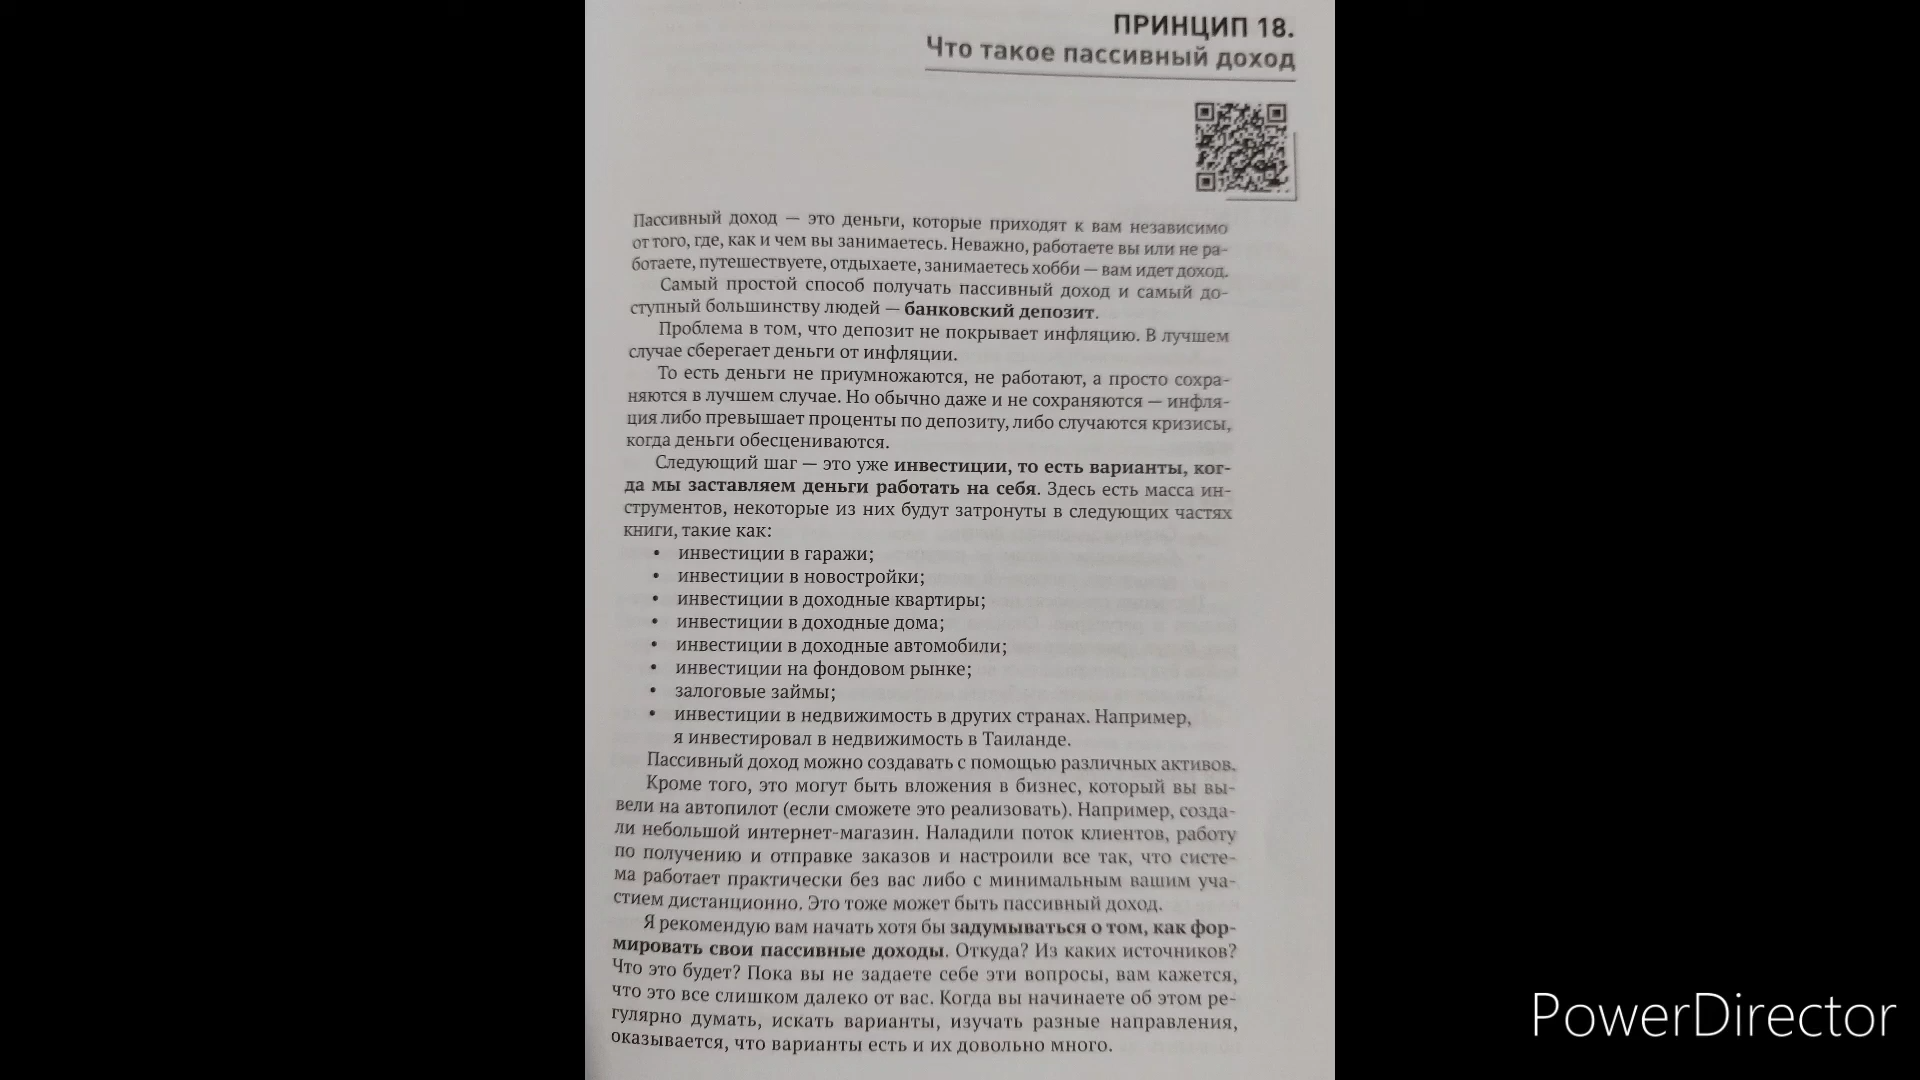 ПРИНЦИП 18.
Что такое пассивный доход
Пассивный доход — это деньги, которые приходят к вам независимо
от того, где, как и чем вы занимаетесь. Неважно, работаете вы или не ра-
ботаете, путешествуете, отдыхаете, занимаетесь хобби — вам идет доход.
Самый простой способ получать пассивный доход и самый до-
ступный большинству людей — банковский депозит.
Проблема в том, что депозит не покрывает инфляцию. В лучшем
случае сберегает деньги от инфляции.
То есть деньги не приумножаются, не работают, а просто сохра-
няются в лучшем случае. Но обычно даже и не сохраняются — инфля-
ция либо превышает проценты по депозиту, либо случаются кризисы,
когда деньги обесцениваются.
Следующий шаг — это уже инвестиции, то есть варианты, ког-
да мы заставляем деньги работать на себя. Здесь есть масса ин-
струментов, некоторые из них будут затронуты в следующих частях
книги, такие как:
• инвестиции в гаражи;
• инвестиции в новостройки;
• инвестиции в доходные квартиры;
• инвестиции в доходные дома;
• инвестиции в доходные автомобили;
• инвестиции на фондовом рынке;
• залоговые займы;
• инвестиции в недвижимость в других странах. Например,
я инвестировал в недвижимость в Таиланде.
Пассивный доход можно создавать с помощью различных активов.
Кроме того, это могут быть вложения в бизнес, который вы вы-
вели на автопилот (если сможете это реализовать). Например, созда-
ли небольшой интернет-магазин. Наладили поток клиентов, работу
по получению и отправке заказов и настроили все так, что систе-
ма работает практически без вас либо с минимальным вашим уча-
стием дистанционно. Это тоже может быть пассивный доход.
Я рекомендую вам начать хотя бы задумываться о том, как фор-
мировать свои пассивные доходы. Откуда? Из каких источников?
Что это будет? Пока вы не задаете себе эти вопросы, вам кажется,
что это все слишком далеко от вас. Когда вы начинаете об этом ре-
гулярно думать, искать варианты, изучать разные направления,
оказывается, что варианты есть и их довольно много.
PowerDirector